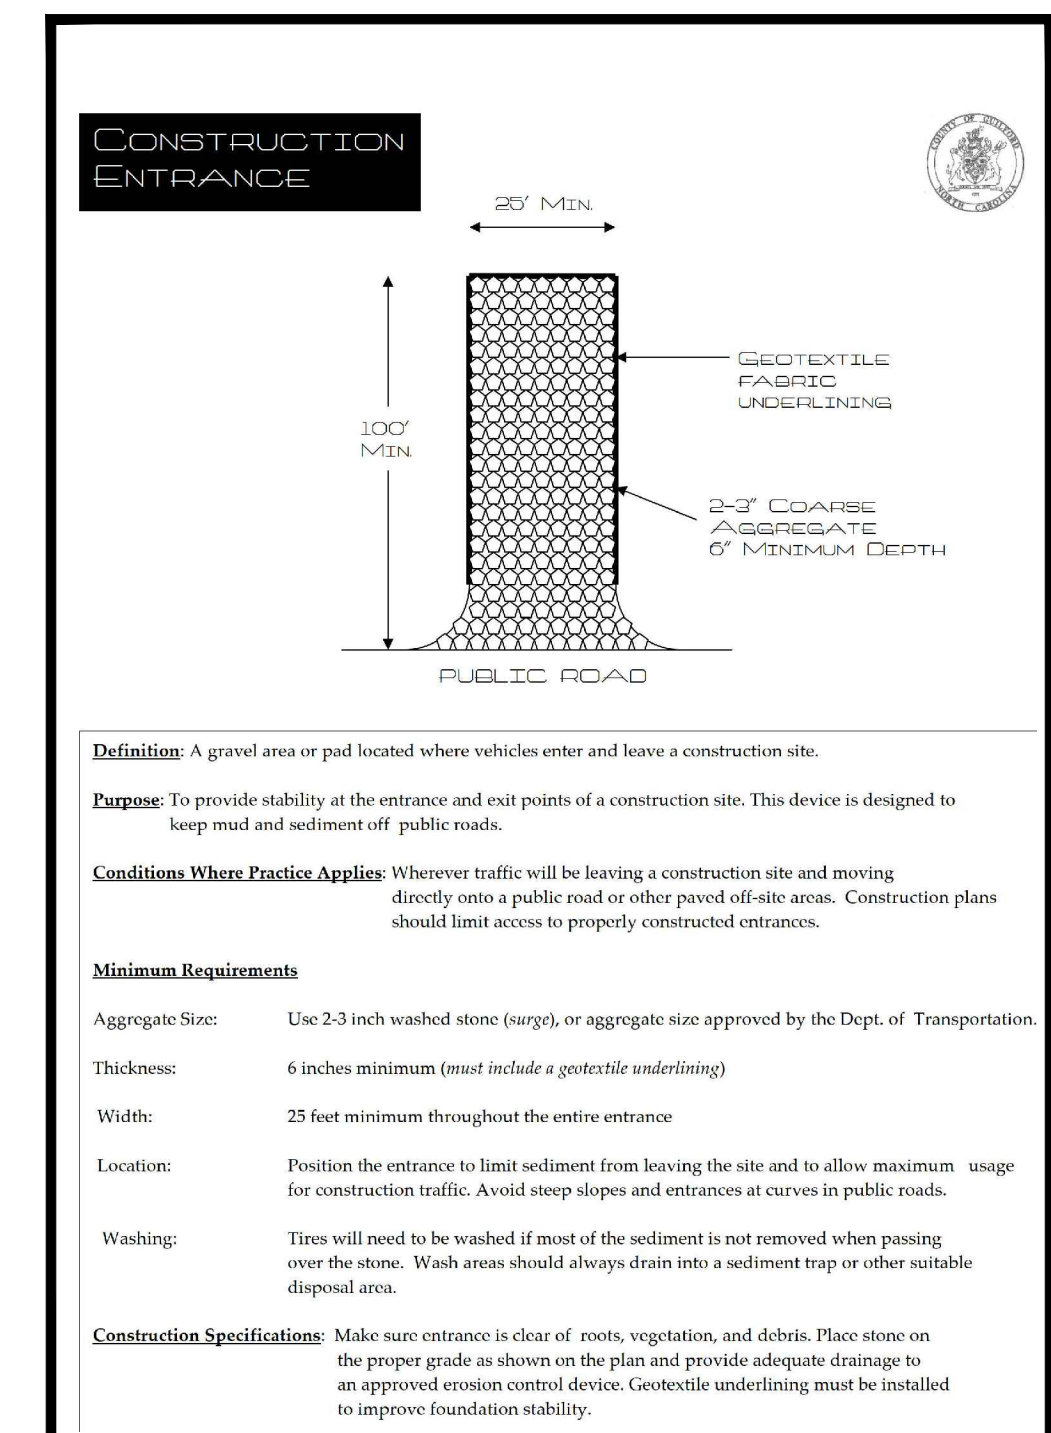 CONSTRUCTION
ENTRANCE
COUNTY OF GUILFORD
NORTH CAROLINA
25' MIN.
GEOTEXTILE
FABRIC
UNDERLINING
100'
MIN.
2-3" COARSE
AGGREGATE
6" MINIMUM DEPTH
PUBLIC ROAD
Definition: A gravel area or pad located where vehicles enter and leave a construction site.
Purpose: To provide stability at the entrance and exit points of a construction site. This device is designed to
keep mud and sediment off public roads.
Conditions Where Practice Applies: Wherever traffic will be leaving a construction site and moving
directly onto a public road or other paved off-site areas. Construction plans
should limit access to properly constructed entrances.
Minimum Requirements
Aggregate Size: Use 2-3 inch washed stone (surge), or aggregate size approved by the Dept. of Transportation.
Thickness: 6 inches minimum (must include a geotextile underlining)
Width: 25 feet minimum throughout the entire entrance
Location: Position the entrance to limit sediment from leaving the site and to allow maximum usage
for construction traffic. Avoid steep slopes and entrances at curves in public roads.
Washing: Tires will need to be washed if most of the sediment is not removed when passing
over the stone. Wash areas should always drain into a sediment trap or other suitable
disposal area.
Construction Specifications: Make sure entrance is clear of roots, vegetation, and debris. Place stone on
the proper grade as shown on the plan and provide adequate drainage to
an approved erosion control device. Geotextile underlining must be installed
to improve foundation stability.